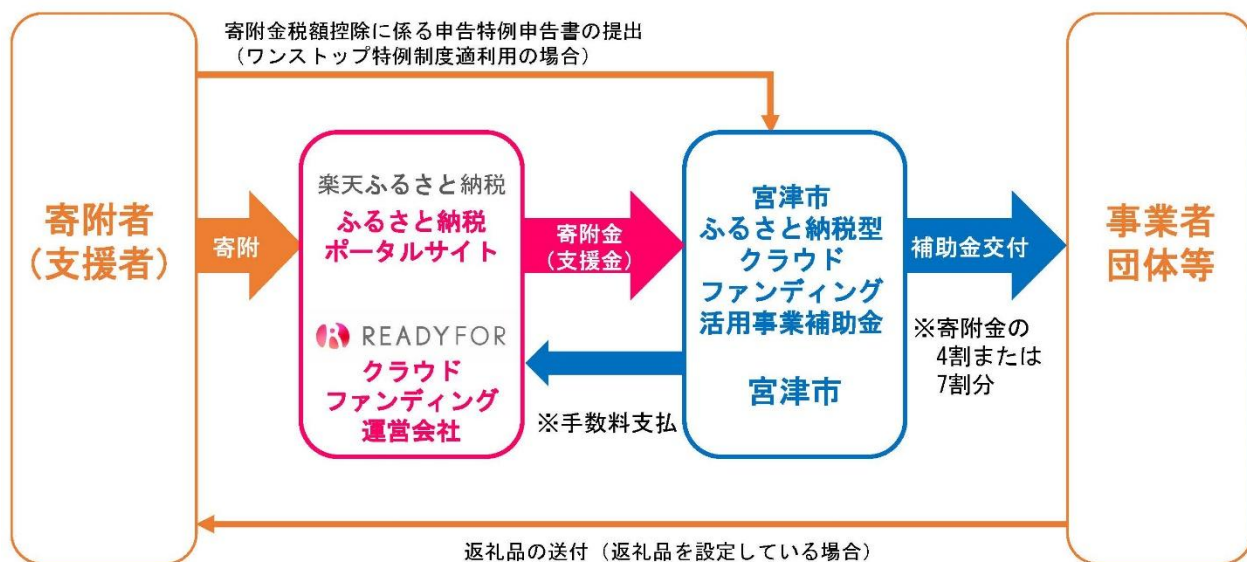 寄附金税額控除に係る申告特例申告書の提出
（ワンストップ特例制度適利用の場合）
寄附者
（支援者）
寄附
楽天ふるさと納税
ふるさと納税
ポータルサイト
READYFOR
クラウド
ファンディング
運営会社
寄附金
（支援金）
※手数料支払
宮津市
ふるさと納税型
クラウド
ファンディング
活用事業補助金
宮津市
補助金交付
※寄附金の
4割または
7割分
事業者
団体等
返礼品の送付（返礼品を設定している場合）